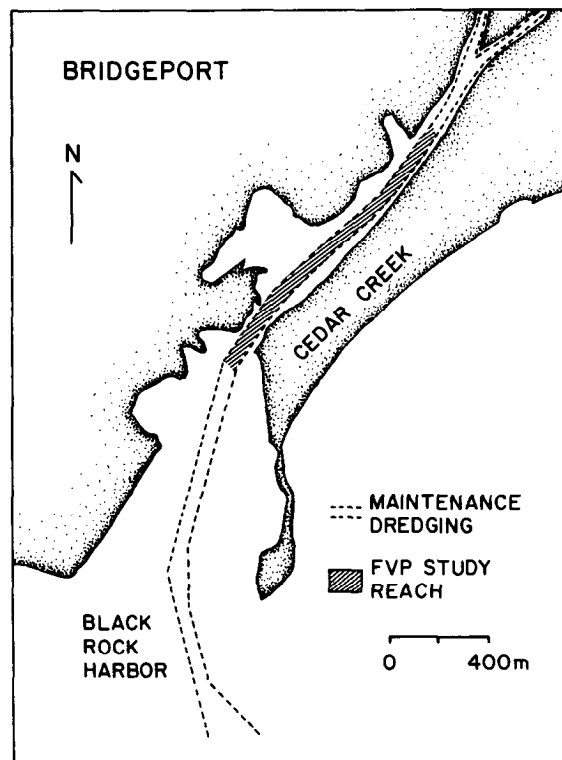 BRIDGEPORT
N
CEDAR CREEK
MAINTENANCE
DREDGING
FVP STUDY
REACH
BLACK
ROCK
HARBOR
0 400m